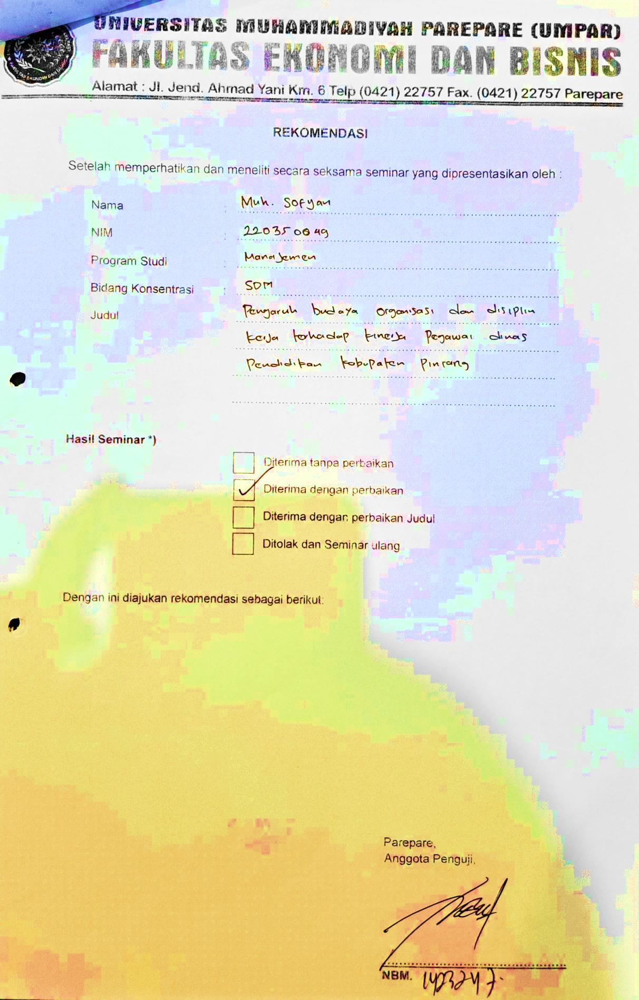 UNIVERSITAS MUHAMMADIYAH PAREPARE (UMPAR)
FAKULTAS EKONOMI DAN BISNIS
Alamat : Jl. Jend. Ahmad Yani Km. 6 Telp (0421) 22757 Fax. (0421) 22757 Parepare
REKOMENDASI
Setelah memperhatikan dan meneliti secara seksama seminar yang dipresentasikan oleh :
Nama : Muh. Sofyan
NIM : 220350049
Program Studi : Manajemen
Bidang Konsentrasi : SDM
Judul Pengaruh budaya organisasi dan disiplin
kerja terhadap kinerja Pegawai dinas
Pendidikan kabupaten Pinrang
Hasil Seminar *)
Diterima tanpa perbaikan
Diterima dengan perbaikan
Diterima dengan perbaikan Judul
Ditolak dan Seminar ulang
Dengan ini diajukan rekomendasi sebagai berikut:
Parepare,
Anggota Penguji,
NBM. 1423247.